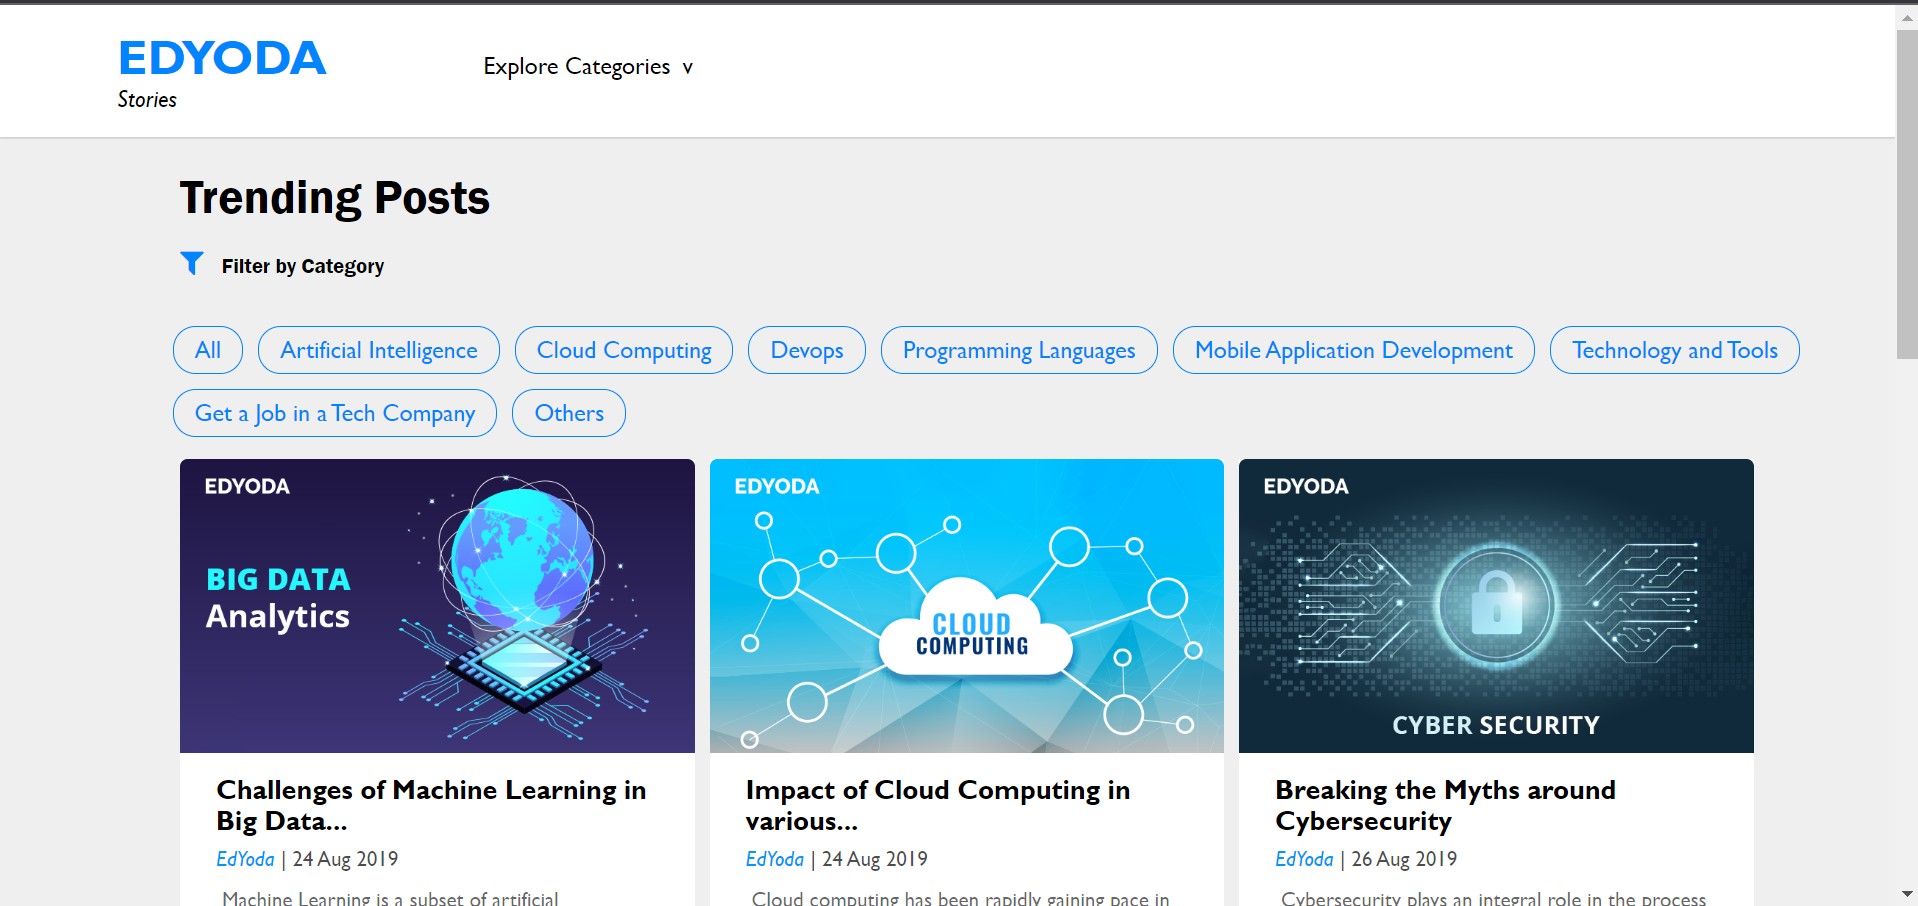 EDYODA
Stories
Explore Categories v
Trending Posts
Filter by Category
All
Artificial Intelligence
Cloud Computing
Devops
Programming Languages
Mobile Application Development
Technology and Tools
Get a Job in a Tech Company
Others
EDYODA
BIG DATA
Analytics
EDYODA
CLOUD
COMPUTING
EDYODA
CYBER SECURITY
Challenges of Machine Learning in
Big Data...
EdYoda | 24 Aug 2019
Machine Learning is a subset of artificial
Impact of Cloud Computing in
various...
EdYoda | 24 Aug 2019
Cloud computing has been rapidly gaining pace in
Breaking the Myths around
Cybersecurity
EdYoda | 26 Aug 2019
Cybersecurity plays an integral role in the process